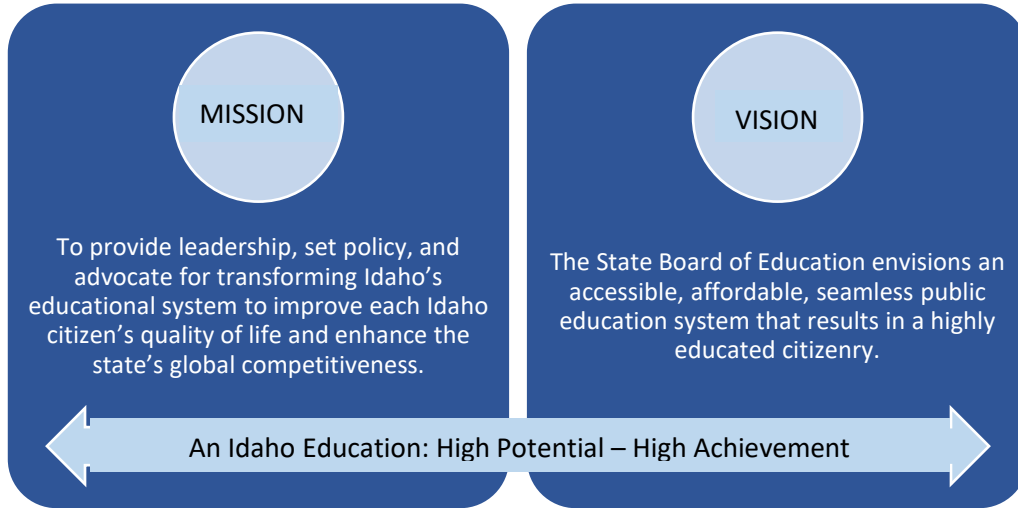 MISSION
To provide leadership, set policy, and
advocate for transforming Idaho’s
educational system to improve each Idaho
citizen’s quality of life and enhance the
state’s global competitiveness.
VISION
The State Board of Education envisions an
accessible, affordable, seamless public
education system that results in a highly
educated citizenry.
An Idaho Education: High Potential – High Achievement